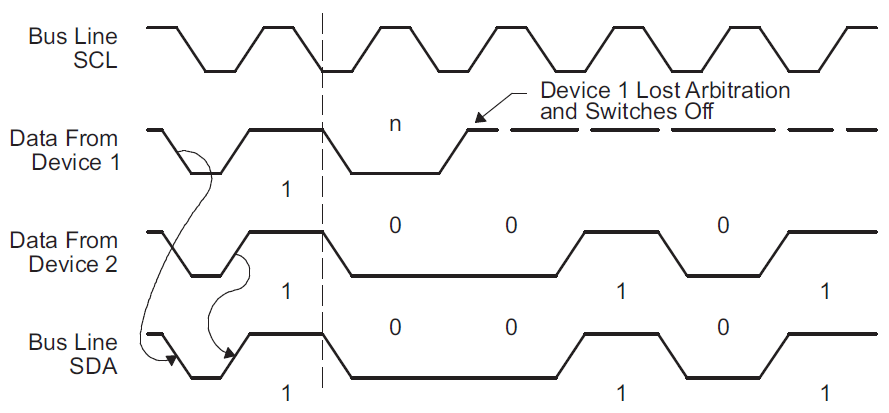 Bus Line
SCL
Device 1 Lost Arbitration
and Switches Off
n
Data From
Device 1
1
0 0 0
Data From
Device 2
1 1 1
0 0 0
Bus Line
SDA
1 1 1